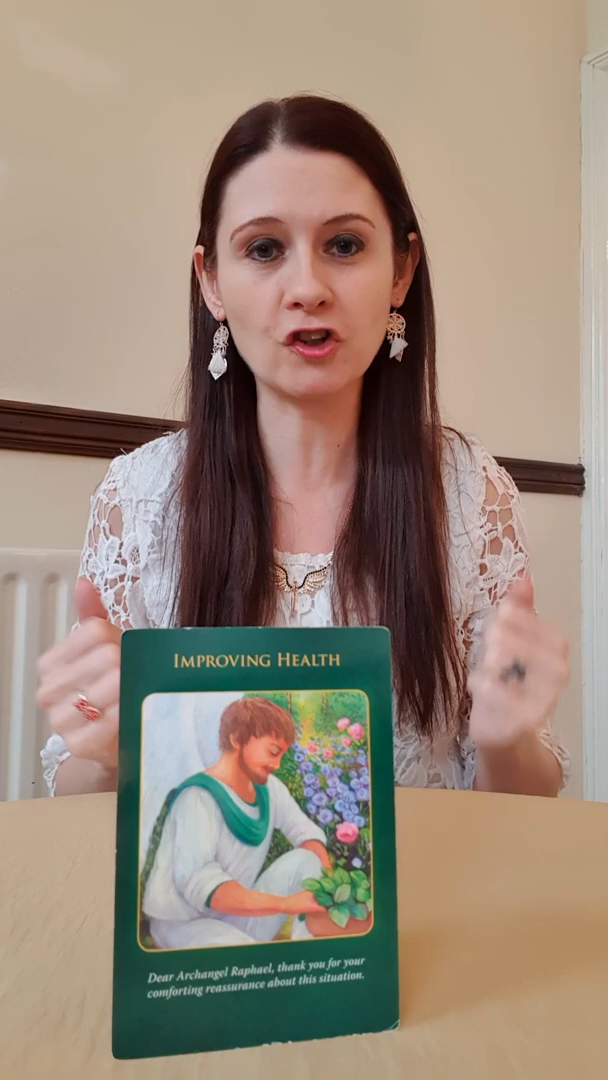 IMPROVING HEALTH
Dear Archangel Raphael, thank you for your
comforting reassurance about this situation.